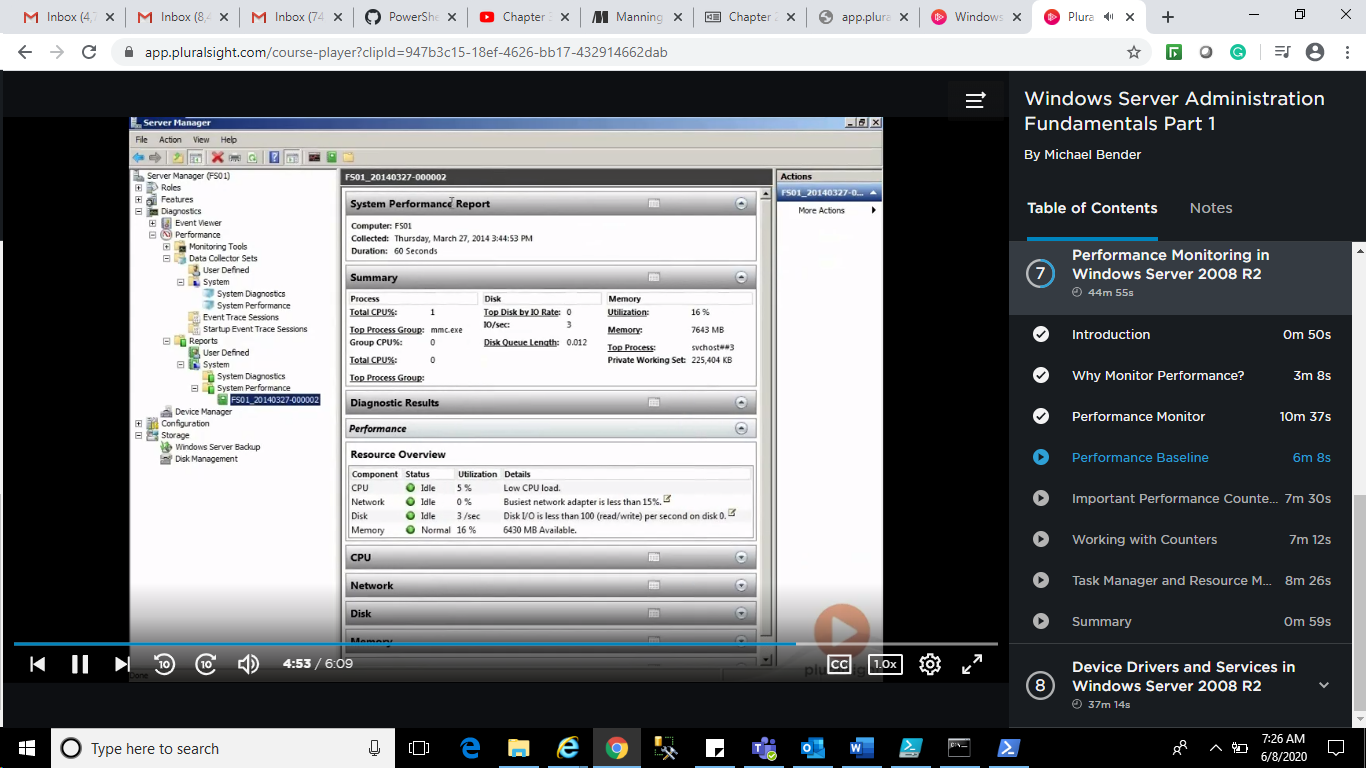 Inbox (4,7
Inbox (8,4
Inbox (74
PowerShe
Chapter
Manning
Chapter 2
app.plura
Windows
Plura
app.pluralsight.com/course-player?clipId=947b3c15-18ef-4626-bb17-432914662dab
Server Manager
File Action View Help
Server Manager (FS01)
Roles
Features
Diagnostics
Event Viewer
Performance
Monitoring Tools
Data Collector Sets
User Defined
System
System Diagnostics
System Performance
Event Trace Sessions
Startup Event Trace Sessions
Reports
User Defined
System
System Diagnostics
System Performance
FS01_20140327-000002
Device Manager
Configuration
Storage
Windows Server Backup
Disk Management
Done
FS01_20140327-000002
System Performance Report
Computer: FS01
Collected: Thursday, March 27, 2014 3:44:53 PM
Duration: 60 Seconds
Summary
Process Disk Memory
Total CPU%: 1 Top Disk by IO Rate: 0 Utilization: 16 %
IO/sec: 3
Top Process Group: mmc.exe Memory: 7643 MB
Group CPU%: 0 Disk Queue Length: 0.012
Top Process: svchost##3
Total CPU%: 0 Private Working Set: 225,404 KB
Top Process Group:
Diagnostic Results
Performance
Resource Overview
Component Status Utilization Details
CPU Idle 5 % Low CPU load.
Network Idle 0 % Busiest network adapter is less than 15%.
Disk Idle 3 /sec Disk I/O is less than 100 (read/write) per second on disk 0.
Memory Normal 16 % 6430 MB Available.
CPU
Network
Disk
Memory
Actions
FS01_20140327-0...
More Actions
pluralsight
10
10
4:53 / 6:09
CC
1.0x
Windows Server Administration
Fundamentals Part 1
By Michael Bender
Table of Contents Notes
7
Performance Monitoring in
Windows Server 2008 R2
44m 55s
Introduction 0m 50s
Why Monitor Performance? 3m 8s
Performance Monitor 10m 37s
Performance Baseline 6m 8s
Important Performance Counte... 7m 30s
Working with Counters 7m 12s
Task Manager and Resource M... 8m 26s
Summary 0m 59s
8
Device Drivers and Services in
Windows Server 2008 R2
37m 14s
Type here to search
7:26 AM
6/8/2020